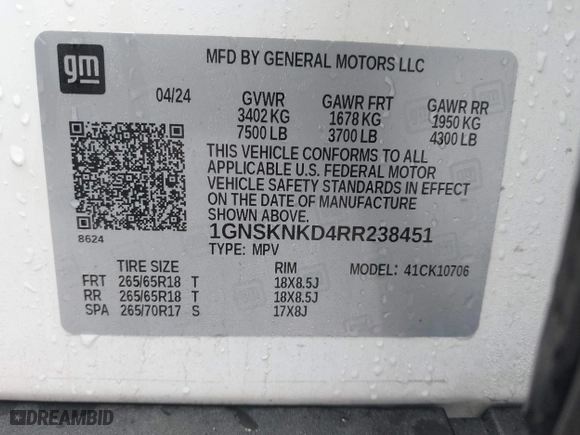 gm
MFD BY GENERAL MOTORS LLC
04/24 GVWR GAWR FRT GAWR RR
3402 KG 1678 KG 1950 KG
7500 LB 3700 LB 4300 LB
THIS VEHICLE CONFORMS TO ALL
APPLICABLE U.S. FEDERAL MOTOR
VEHICLE SAFETY STANDARDS IN EFFECT
ON THE DATE OF MANUFACTURE
SHOWN ABOVE.
8624
1GNSKNKD4RR238451
TYPE: MPV
TIRE SIZE RIM MODEL: 41CK10706
FRT 265/65R18 T 18X8.5J
RR 265/65R18 T 18X8.5J
SPA 265/70R17 S 17X8J
DREAMBID